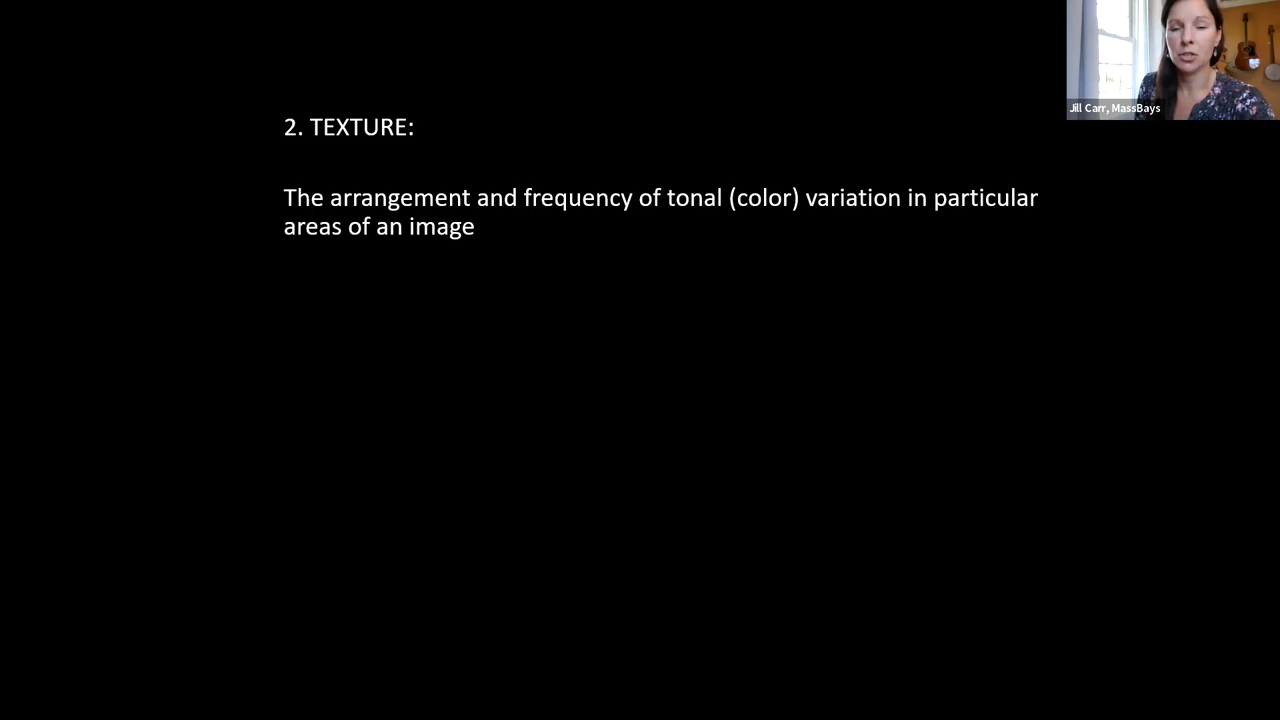 2. TEXTURE:
The arrangement and frequency of tonal (color) variation in particular
areas of an image
Jill Carr, MassBays